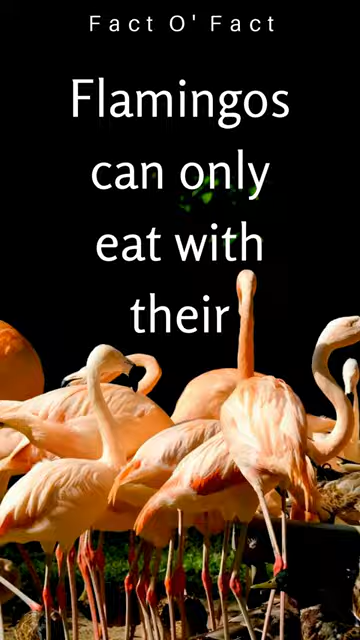 Fact O' Fact
Flamingos
can only
eat with
their